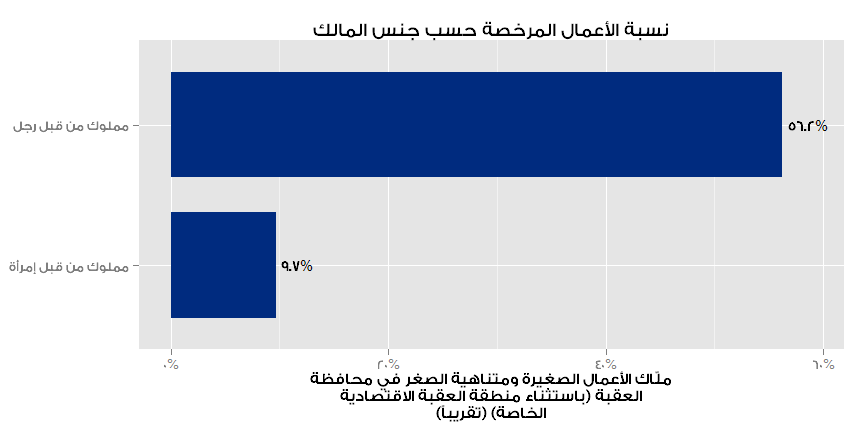 نسبة الأعمال المرخصة حسب جنس المالك
مملوك من قبل رجل
٥٦.٢%
مملوك من قبل إمرأة
٩.٧%
٠%
٢٠%
٤٠%
٦٠%
ملّاك الأعمال الصغيرة ومتناهية الصغر في محافظة
العقبة (باستثناء منطقة العقبة الاقتصادية
الخاصة) (تقريباً)